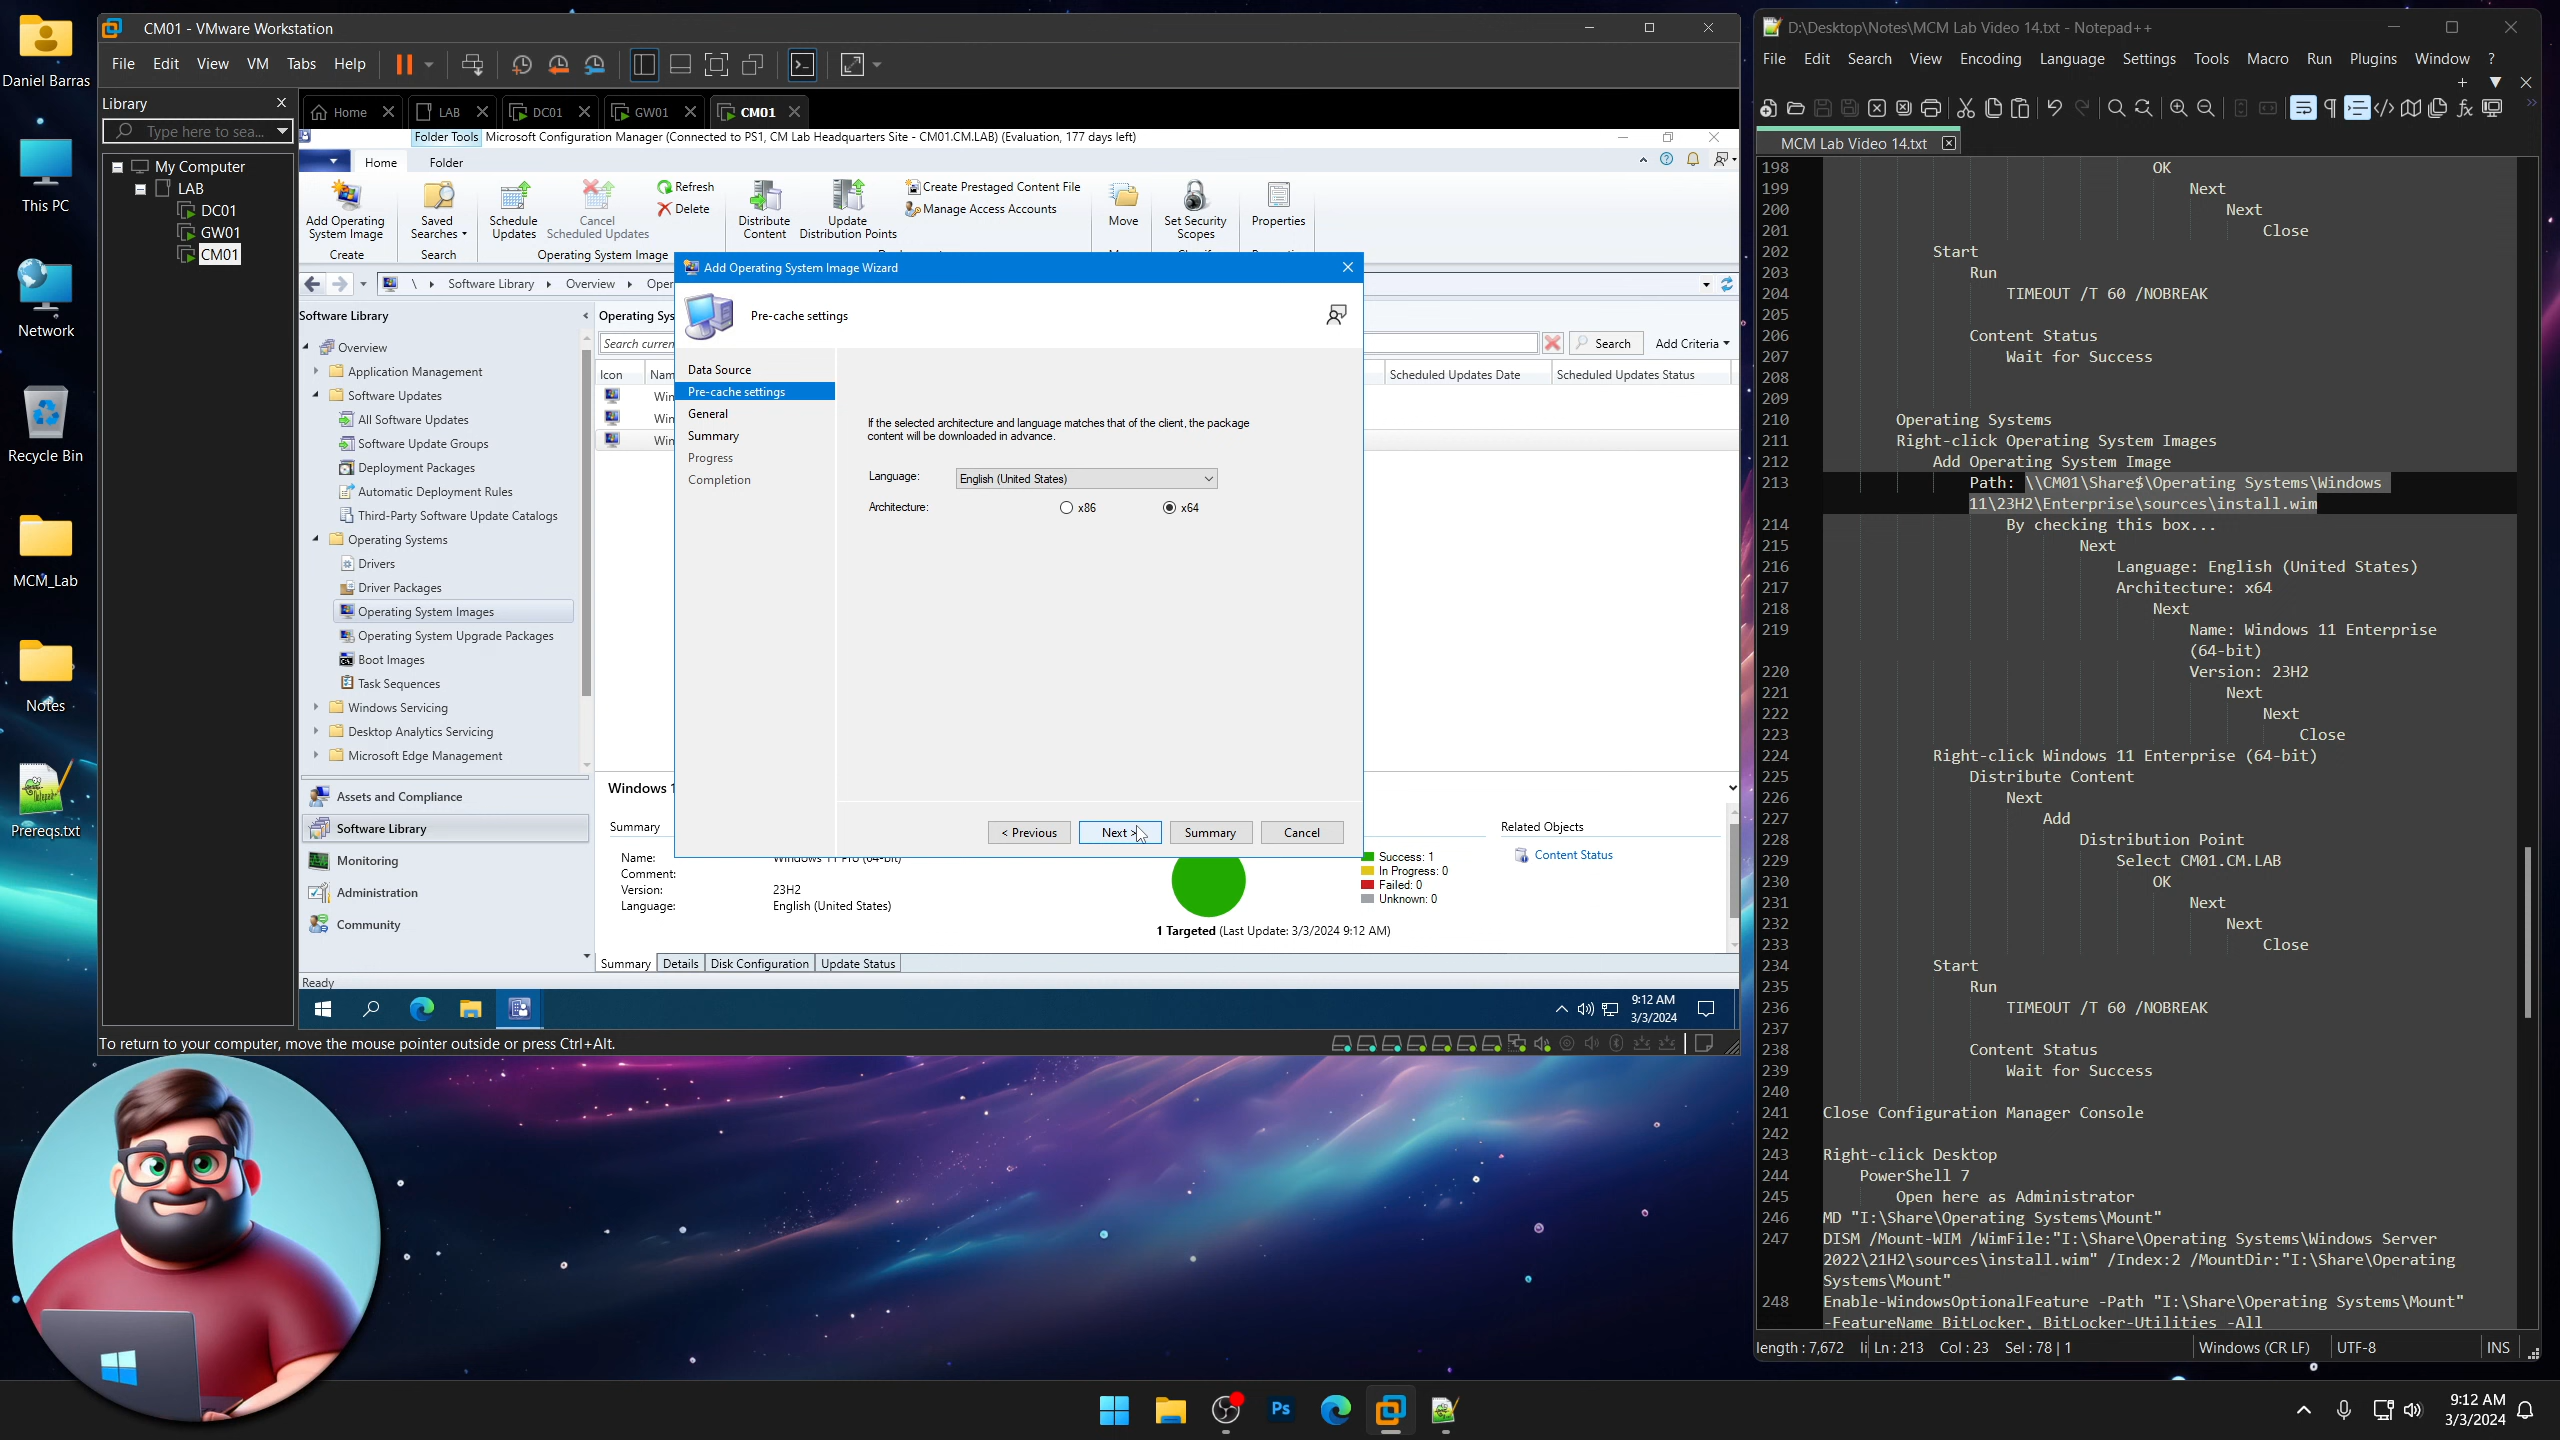 Daniel Barras
This PC
Network
Recycle Bin
MCM_Lab
Notes
Prereqs.txt
CM01 - VMware Workstation
File Edit View VM Tabs Help
Library
Type here to sea...
My Computer
LAB
DC01
GW01
CM01
Home LAB DC01 GW01 CM01
Folder Tools Microsoft Configuration Manager (Connected to PS1, CM Lab Headquarters Site - CM01.CM.LAB) (Evaluation, 177 days left)
Home Folder
Add Operating
System Image
Create
Saved
Searches
Search
Schedule
Updates
Cancel
Scheduled Updates
Refresh
Delete
Operating System Image
Distribute
Content
Update
Distribution Points
Create Prestaged Content File
Manage Access Accounts
Move
Set Security
Scopes
Properties
\ Software Library Overview Oper
Software Library
Overview
Application Management
Software Updates
All Software Updates
Software Update Groups
Deployment Packages
Automatic Deployment Rules
Third-Party Software Update Catalogs
Operating Systems
Drivers
Driver Packages
Operating System Images
Operating System Upgrade Packages
Boot Images
Task Sequences
Windows Servicing
Desktop Analytics Servicing
Microsoft Edge Management
Assets and Compliance
Software Library
Monitoring
Administration
Community
Ready
Operating Sys
Search curren
Search Add Criteria
Icon Nam Scheduled Updates Date Scheduled Updates Status
Win
Win
Win
Add Operating System Image Wizard
Pre-cache settings
Data Source
Pre-cache settings
General
Summary
Progress
Completion
If the selected architecture and language matches that of the client, the package
content will be downloaded in advance.
Language: English (United States)
Architecture: x86 x64
< Previous Next > Summary Cancel
Windows 1
Summary
Name: Windows 11 Pro (64-bit)
Comment:
Version: 23H2
Language: English (United States)
Success: 1
In Progress: 0
Failed: 0
Unknown: 0
1 Targeted (Last Update: 3/3/2024 9:12 AM)
Related Objects
Content Status
Summary Details Disk Configuration Update Status
9:12 AM
3/3/2024
To return to your computer, move the mouse pointer outside or press Ctrl+Alt.
D:\Desktop\Notes\MCM Lab Video 14.txt - Notepad++
File Edit Search View Encoding Language Settings Tools Macro Run Plugins Window ?
MCM Lab Video 14.txt
198 OK
199 Next
200 Next
201 Close
202 Start
203 Run
204 TIMEOUT /T 60 /NOBREAK
205
206 Content Status
207 Wait for Success
208
209
210 Operating Systems
211 Right-click Operating System Images
212 Add Operating System Image
213 Path: \\CM01\Share$\Operating Systems\Windows
11\23H2\Enterprise\sources\install.wim
214 By checking this box...
215 Next
216 Language: English (United States)
217 Architecture: x64
218 Next
219 Name: Windows 11 Enterprise
(64-bit)
220 Version: 23H2
221 Next
222 Next
223 Close
224 Right-click Windows 11 Enterprise (64-bit)
225 Distribute Content
226 Next
227 Add
228 Distribution Point
229 Select CM01.CM.LAB
230 OK
231 Next
232 Next
233 Close
234 Start
235 Run
236 TIMEOUT /T 60 /NOBREAK
237
238 Content Status
239 Wait for Success
240
241 Close Configuration Manager Console
242
243 Right-click Desktop
244 PowerShell 7
245 Open here as Administrator
246 MD "I:\Share\Operating Systems\Mount"
247 DISM /Mount-WIM /WimFile:"I:\Share\Operating Systems\Windows Server
2022\21H2\sources\install.wim" /Index:2 /MountDir:"I:\Share\Operating
Systems\Mount"
248 Enable-WindowsOptionalFeature -Path "I:\Share\Operating Systems\Mount"
-FeatureName BitLocker, BitLocker-Utilities -All
length : 7,672 li Ln : 213 Col : 23 Sel : 78 | 1 Windows (CR LF) UTF-8 INS
Ps
9:12 AM
3/3/2024